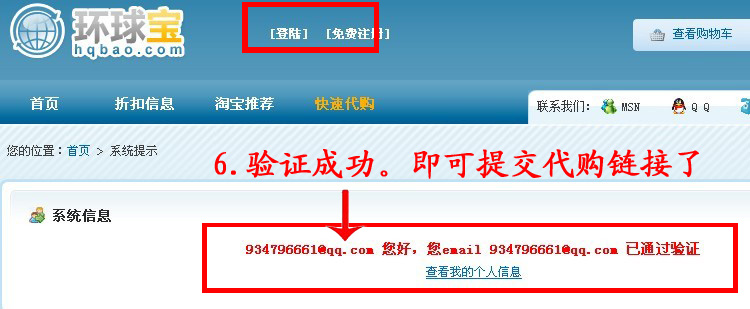 环球宝
hqbao.com
[登陆] [免费注册]
查看购物车
首页 折扣信息 淘宝推荐 快速代购
联系我们: MSN QQ
您的位置: 首页 > 系统提示
6.验证成功。即可提交代购链接了
系统信息
934796661@qq.com 您好, 您email 934796661@qq.com 已通过验证
查看我的个人信息